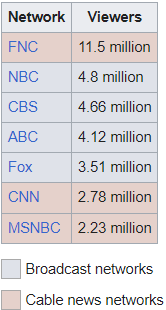 Network Viewers
FNC 11.5 million
NBC 4.8 million
CBS 4.66 million
ABC 4.12 million
Fox 3.51 million
CNN 2.78 million
MSNBC 2.23 million
Broadcast networks
Cable news networks